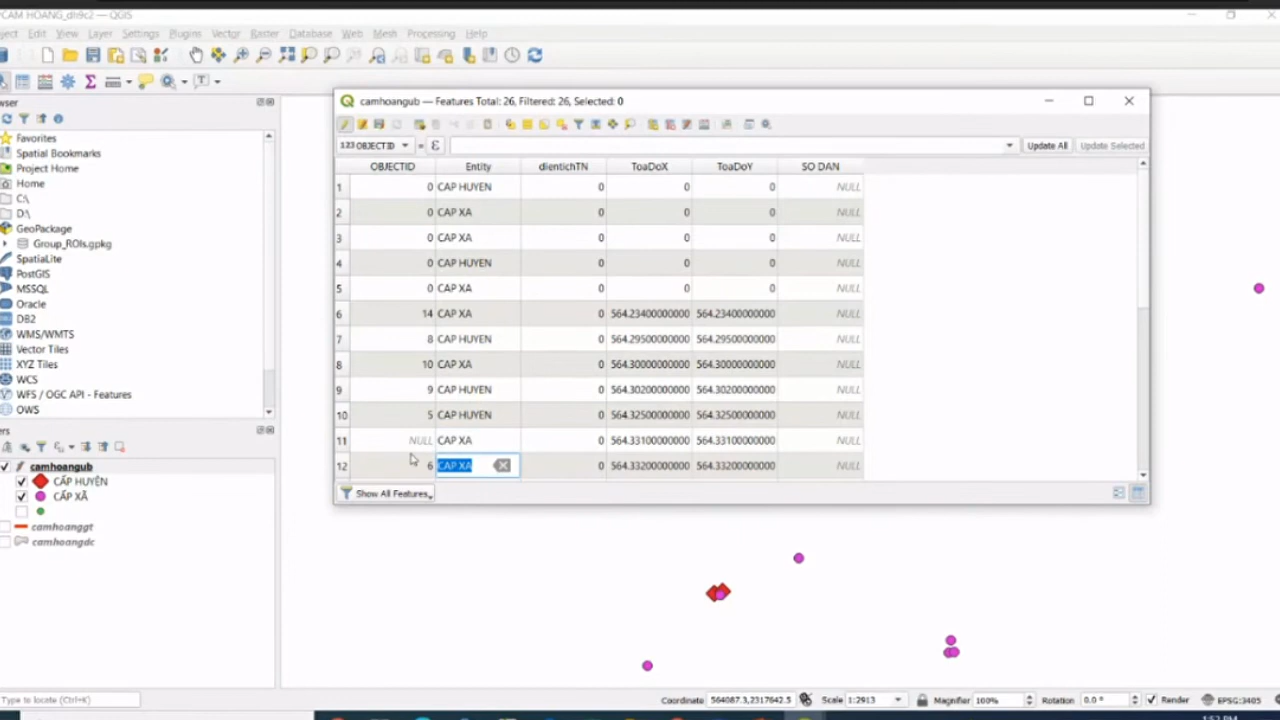 CAM HOANG_dh9c2 — QGIS
ject Edit View Layer Settings Plugins Vector Raster Database Web Mesh Processing Help
wser
Favorites
Spatial Bookmarks
Project Home
Home
C:\
D:\
GeoPackage
Group_ROIs.gpkg
SpatiaLite
PostGIS
MSSQL
Oracle
DB2
WMS/WMTS
Vector Tiles
XYZ Tiles
WCS
WFS / OGC API - Features
OWS
ers
camhoangub
CẤP HUYỆN
CẤP XÃ
camhoanggt
camhoangdc
camhoangub — Features Total: 26, Filtered: 26, Selected: 0
123 OBJECTID = ε Update All Update Selected
OBJECTID Entity dientichTN ToaDoX ToaDoY SO DAN
1 0 CAP HUYEN 0 0 0 NULL
2 0 CAP XA 0 0 0 NULL
3 0 CAP XA 0 0 0 NULL
4 0 CAP HUYEN 0 0 0 NULL
5 0 CAP XA 0 0 0 NULL
6 14 CAP XA 0 564.23400000000 564.23400000000 NULL
7 8 CAP HUYEN 0 564.29500000000 564.29500000000 NULL
8 10 CAP XA 0 564.30000000000 564.30000000000 NULL
9 9 CAP HUYEN 0 564.30200000000 564.30200000000 NULL
10 5 CAP HUYEN 0 564.32500000000 564.32500000000 NULL
11 NULL CAP XA 0 564.33100000000 564.33100000000 NULL
12 6 CAP XA 0 564.33200000000 564.33200000000 NULL
Show All Features
Type to locate (Ctrl+K) Coordinate 564087.3,2317642.5 Scale 1:2913 Magnifier 100% Rotation 0.0 ° Render EPSG:3405
1:52 PM